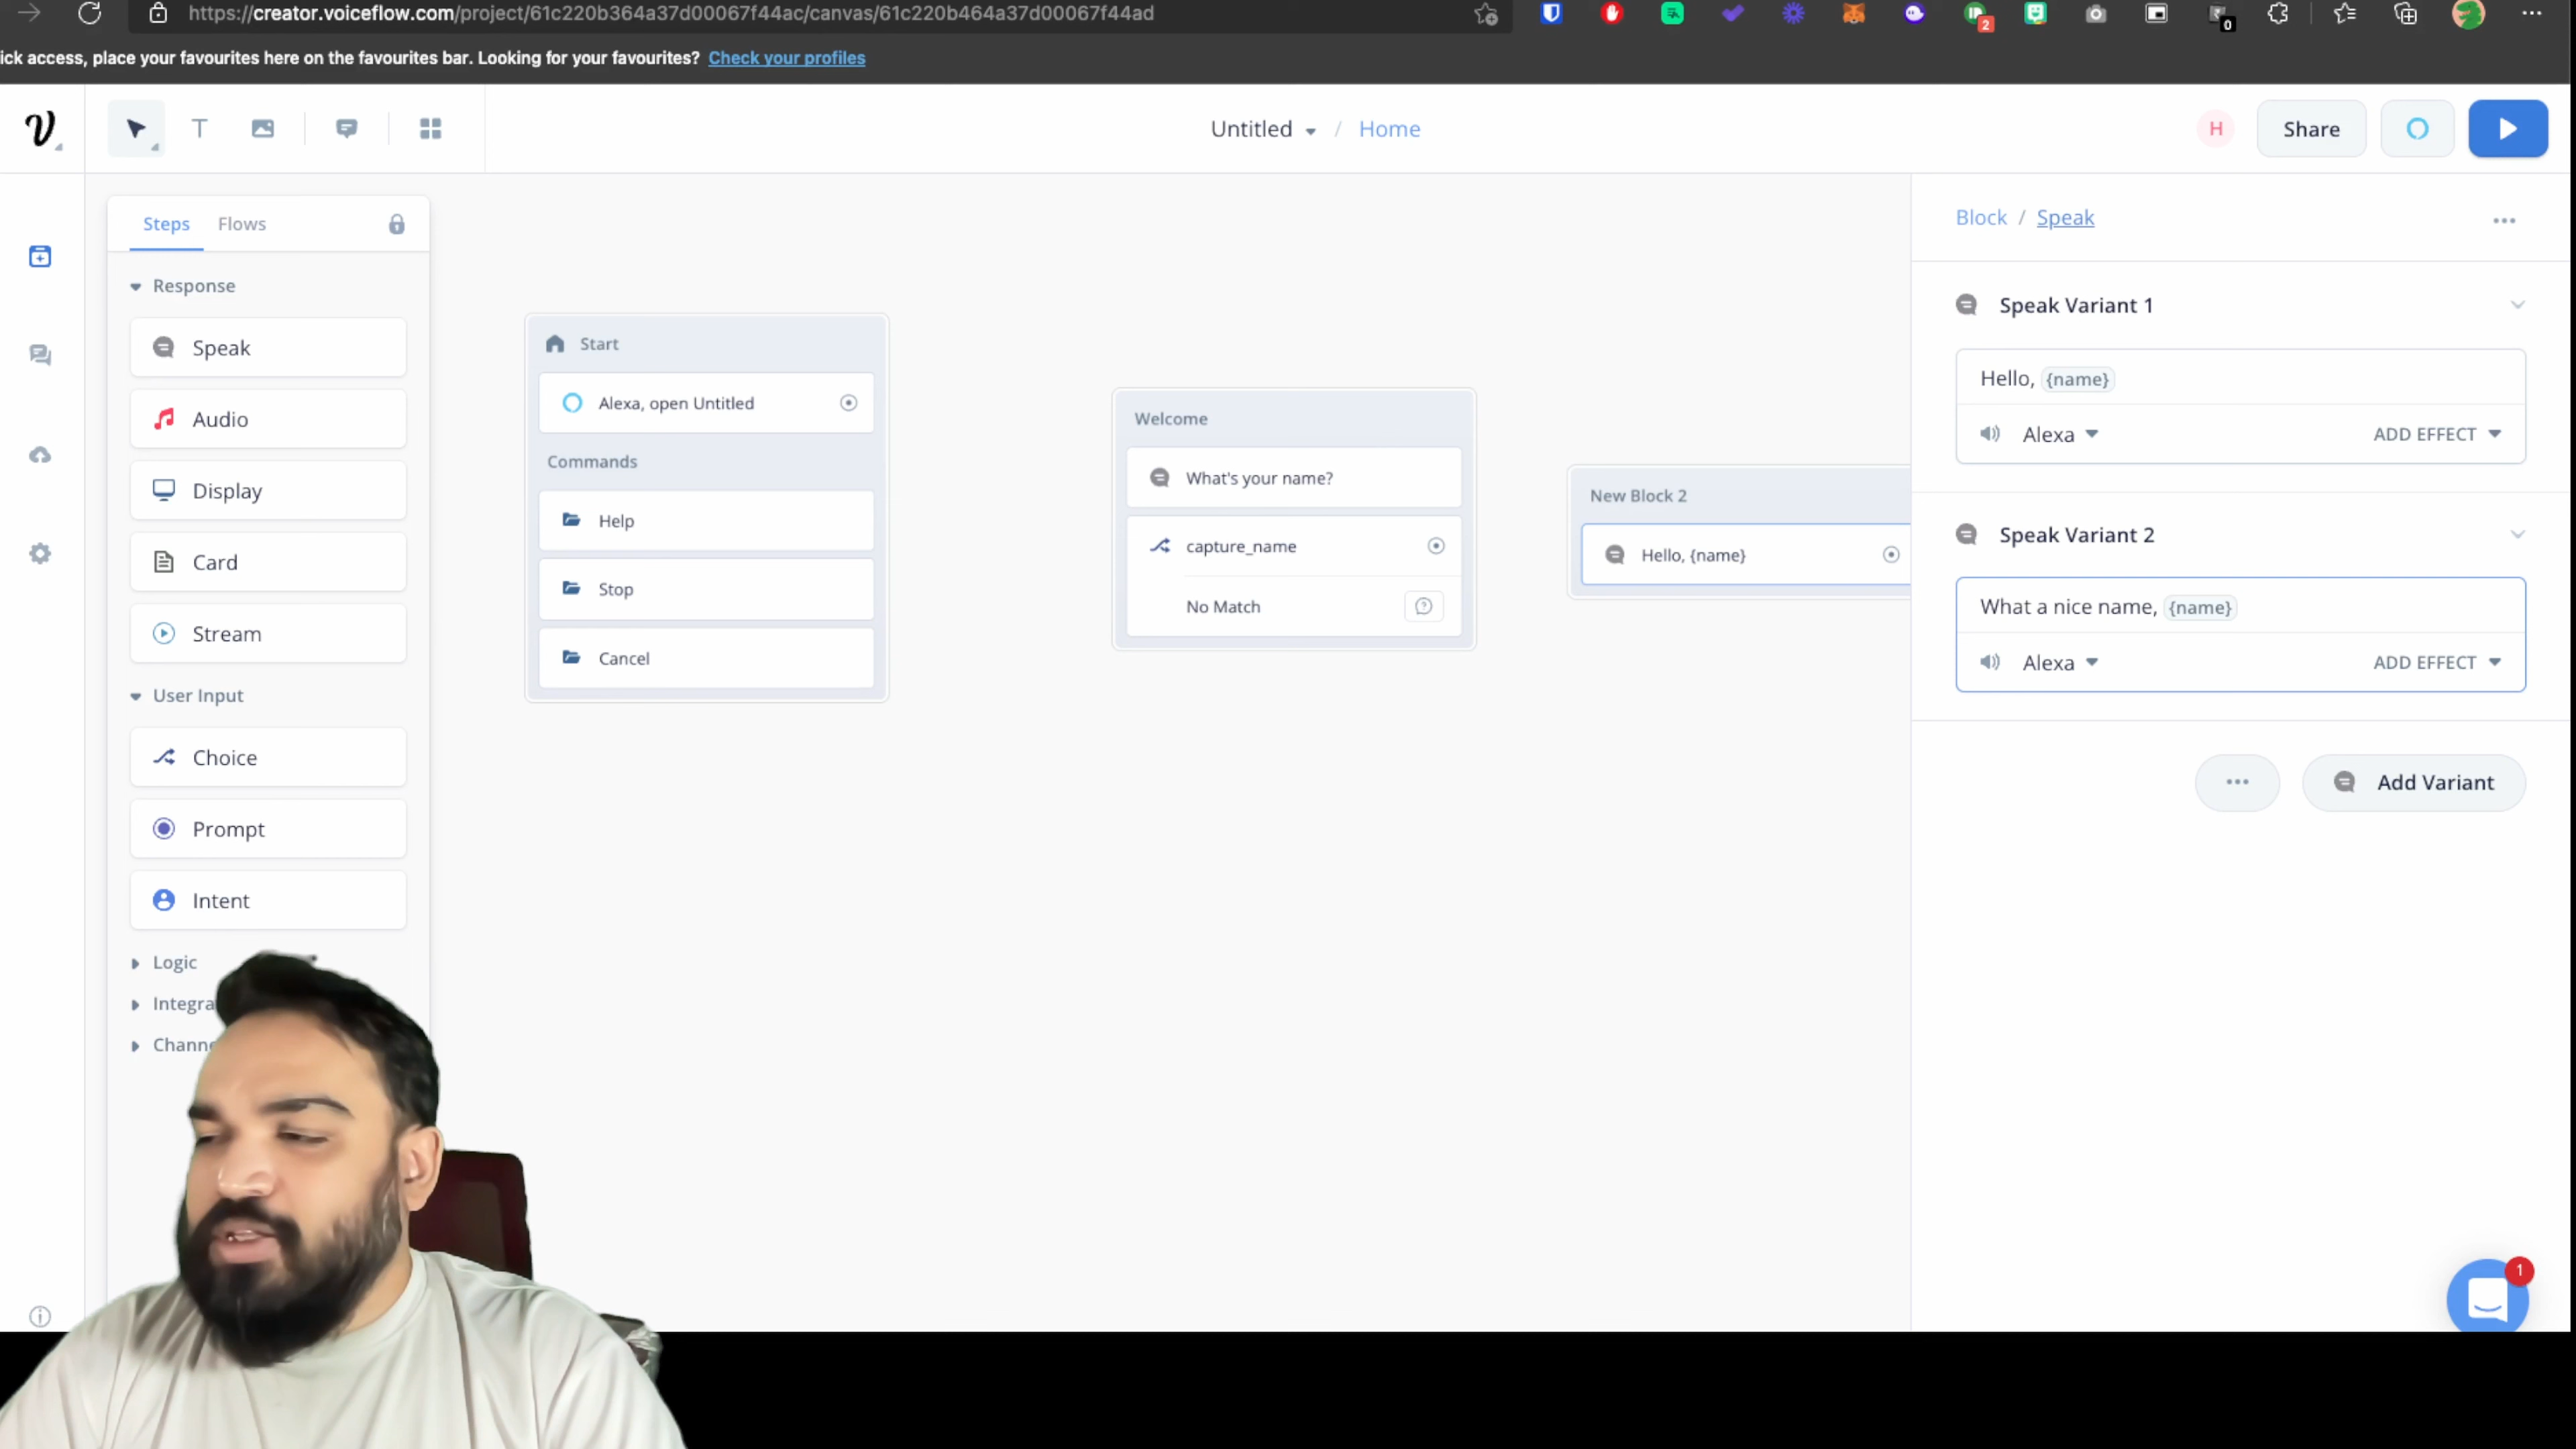 https://creator.voiceflow.com/project/61c220b364a37d00067f44ac/canvas/61c220b464a37d00067f44ad
2
0
ick access, place your favourites here on the favourites bar. Looking for your favourites? Check your profiles
T
Untitled / Home
H
Share
Steps Flows
Response
Speak
Audio
Display
Card
Stream
User Input
Choice
Prompt
Intent
Logic
Integra
Chann
Start
Alexa, open Untitled
Commands
Help
Stop
Cancel
Welcome
What's your name?
capture_name
No Match
New Block 2
Hello, {name}
Block / Speak
Speak Variant 1
Hello, {name}
Alexa
ADD EFFECT
Speak Variant 2
What a nice name, {name}
Alexa
ADD EFFECT
Add Variant
1